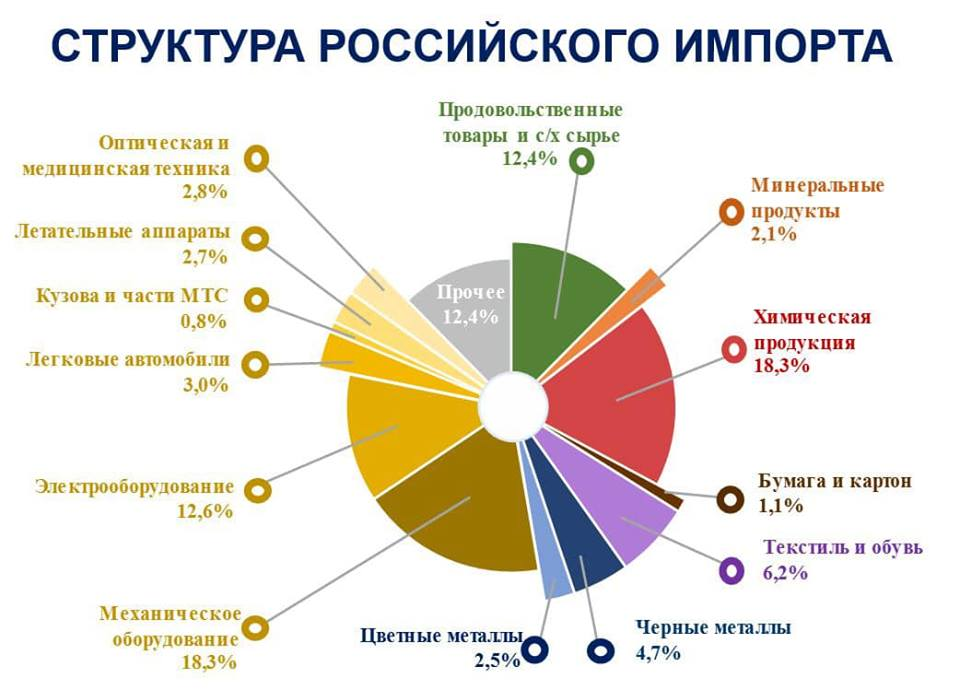 СТРУКТУРА РОССИЙСКОГО ИМПОРТА
Продовольственные
товары и с/х сырье
12,4%
Минеральные
продукты
2,1%
Химическая
продукция
18,3%
Бумага и картон
1,1%
Текстиль и обувь
6,2%
Черные металлы
4,7%
Цветные металлы
2,5%
Механическое
оборудование
18,3%
Электрооборудование
12,6%
Легковые автомобили
3,0%
Кузова и части МТС
0,8%
Летательные аппараты
2,7%
Оптическая и
медицинская техника
2,8%
Прочее
12,4%